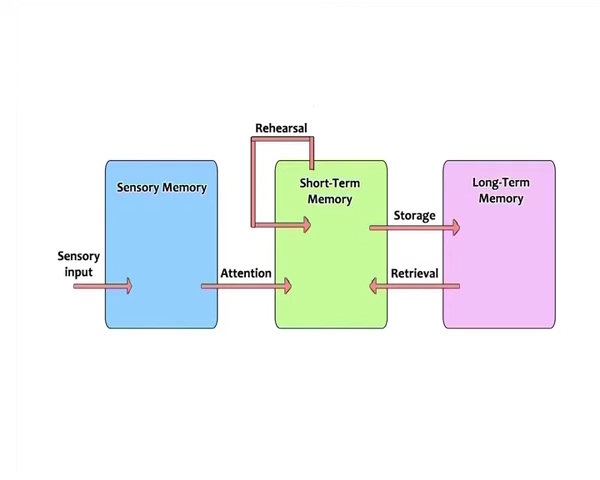 Rehearsal
Sensory Memory
Short-Term
Memory
Long-Term
Memory
Storage
Sensory
input
Attention
Retrieval